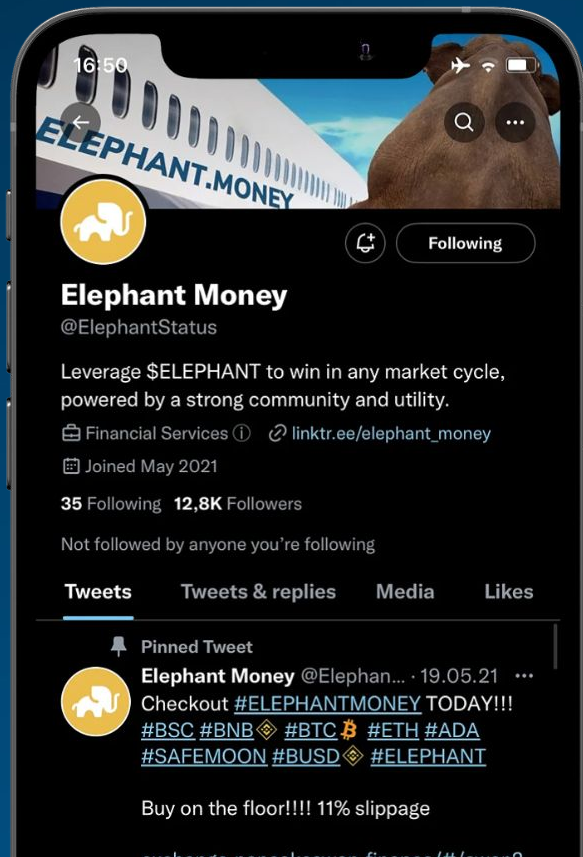 16:50
ELEPHANT.MONEY
Following
Elephant Money
@ElephantStatus
Leverage $ELEPHANT to win in any market cycle,
powered by a strong community and utility.
Financial Services linktr.ee/elephant_money
Joined May 2021
35 Following 12,8K Followers
Not followed by anyone you're following
Tweets Tweets & replies Media Likes
Pinned Tweet
Elephant Money @Elephan... · 19.05.21
Checkout #ELEPHANTMONEY TODAY!!!
#BSC #BNB #BTC #ETH #ADA
#SAFEMOON #BUSD #ELEPHANT
Buy on the floor!!!! 11% slippage